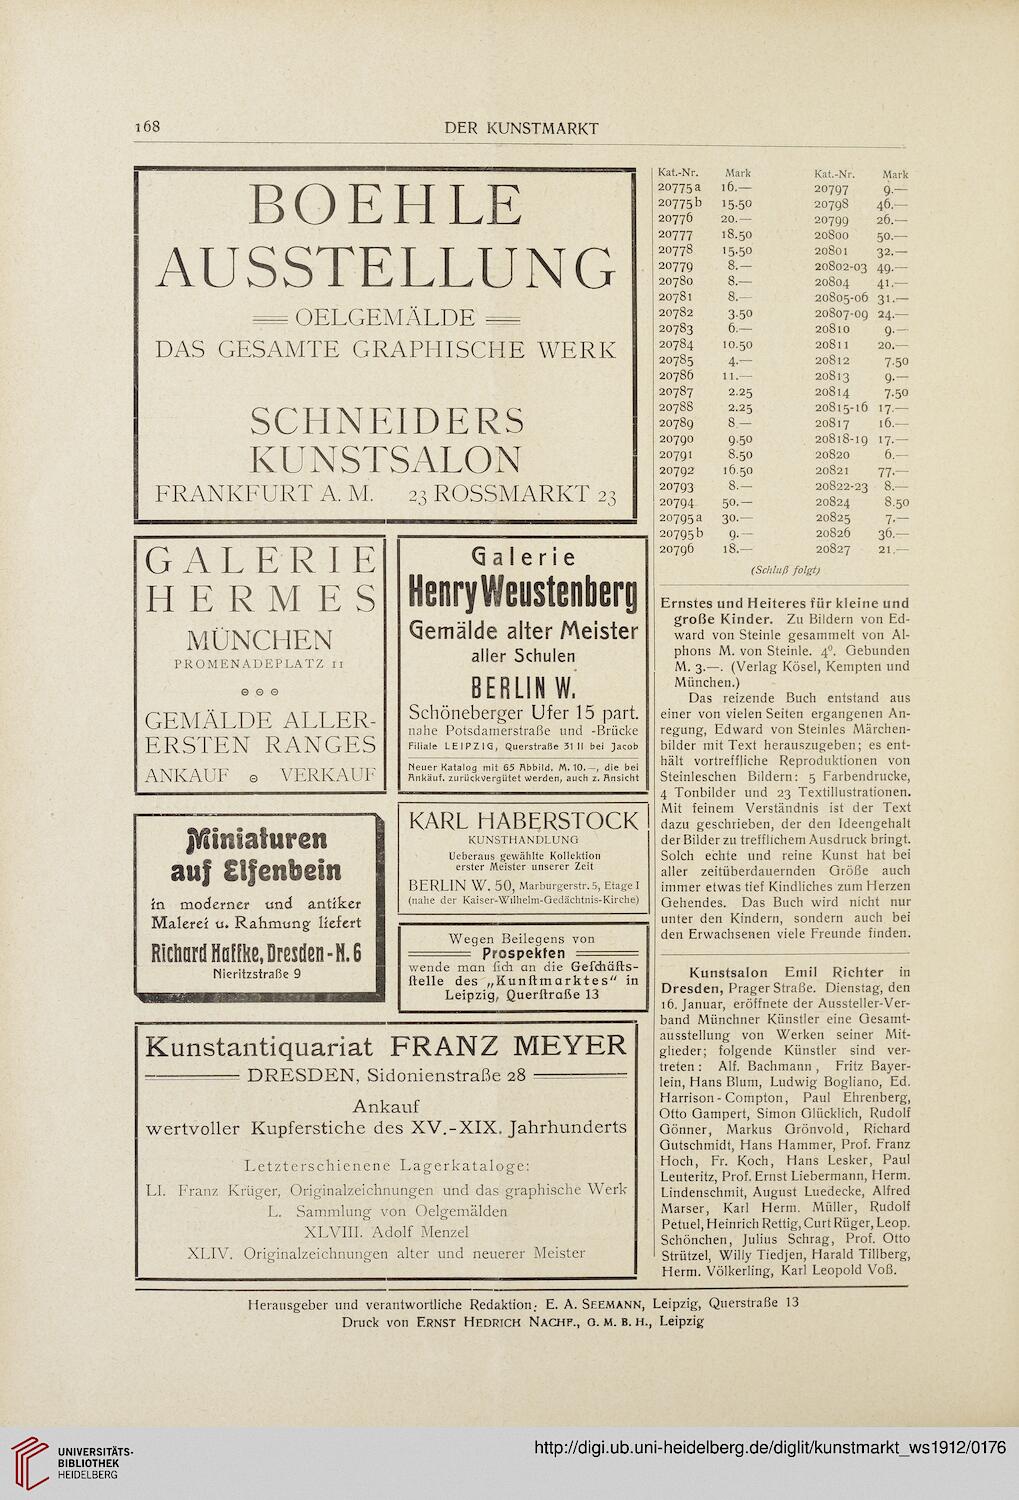 168
DER KUNSTMARKT
BOEHLE
AUSSTELLUNG
OELGEMÄLDE
DAS GESAMTE GRAPHISCHE WERK
SCHNEIDERS
KUNSTSALON
FRANKFURT A. M. 23 ROSSMARKT 23
GALERIE
HERMES
MÜNCHEN
PROMENADEPLATZ 11
GEMÄLDE ALLER-
ERSTEN RANGES
ANKAUF ⊙ VERKAUF
Galerie
Henry Weustenberg
Gemälde alter Meister
aller Schulen
BERLIN W.
Schöneberger Ufer 15 part.
nahe Potsdamerstraße und -Brücke
Filiale LEIPZIG, Querstraße 31 II bei Jacob
Neuer Katalog mit 65 Abbild. M. 10.—, die bei
Ankäuf. zurückvergütet werden, auch z. Ansicht
Miniaturen
auf Elfenbein
in moderner und antiker
Malerei u. Rahmung liefert
Richard Haffke, Dresden-N. 6
Nieritzstraße 9
KARL HABERSTOCK
KUNSTHANDLUNG
Ueberaus gewählte Kollektion
erster Meister unserer Zeit
BERLIN W. 50, Marburgerstr. 5, Etage I
(nahe der Kaiser-Wilhelm-Gedächtnis-Kirche)
Wegen Beilegens von
Prospekten
wende man sich an die Geschäfts-
stelle des „Kunstmarktes" in
Leipzig, Querstraße 13
Kunstantiquariat FRANZ MEYER
DRESDEN, Sidonienstraße 28
Ankauf
wertvoller Kupferstiche des XV.-XIX. Jahrhunderts
Letzterschienene Lagerkataloge:
LI. Franz Krüger, Originalzeichnungen und das graphische Werk
L. Sammlung von Oelgemälden
XLVIII. Adolf Menzel
XLIV. Originalzeichnungen alter und neuerer Meister
Kat.-Nr. Mark Kat.-Nr. Mark
20775a 16.— 20797 9.—
20775b 15.50 20798 46.—
20776 20.— 20799 26.—
20777 18.50 20800 50.—
20778 15.50 20801 32.—
20779 8.— 20802-03 49.—
20780 8.— 20804 41.—
20781 8.— 20805-06 31.—
20782 3.50 20807-09 24.—
20783 6.— 20810 9.—
20784 10.50 20811 20.—
20785 4.— 20812 7.50
20786 11.— 20813 9.—
20787 2.25 20814 7.50
20788 2.25 20815-16 17.—
20789 8— 20817 16.—
20790 9.50 20818-19 17.—
20791 8.50 20820 6.—
20792 16.50 20821 77.—
20793 8.— 20822-23 8.—
20794 50.— 20824 8.50
20795a 30.— 20825 7.—
20795b 9.— 20826 36.—
20796 18.— 20827 21.—
(Schluß folgt)
Ernstes und Heiteres für kleine und
große Kinder. Zu Bildern von Ed-
ward von Steinle gesammelt von Al-
phons M. von Steinle. 4⁰. Gebunden
M. 3.—. (Verlag Kösel, Kempten und
München.)
Das reizende Buch entstand aus
einer von vielen Seiten ergangenen An-
regung, Edward von Steinles Märchen-
bilder mit Text herauszugeben; es ent-
hält vortreffliche Reproduktionen von
Steinleschen Bildern: 5 Farbendrucke,
4 Tonbilder und 23 Textillustrationen.
Mit feinem Verständnis ist der Text
dazu geschrieben, der den Ideengehalt
der Bilder zu trefflichem Ausdruck bringt.
Solch echte und reine Kunst hat bei
aller zeitüberdauernden Größe auch
immer etwas tief Kindliches zum Herzen
Gehendes. Das Buch wird nicht nur
unter den Kindern, sondern auch bei
den Erwachsenen viele Freunde finden.
Kunstsalon Emil Richter in
Dresden, Prager Straße. Dienstag, den
16. Januar, eröffnete der Aussteller-Ver-
band Münchner Künstler eine Gesamt-
ausstellung von Werken seiner Mit-
glieder; folgende Künstler sind ver-
treten: Alf. Bachmann, Fritz Bayer-
lein, Hans Blum, Ludwig Bogliano, Ed.
Harrison-Compton, Paul Ehrenberg,
Otto Gampert, Simon Glücklich, Rudolf
Gönner, Markus Grönvold, Richard
Gutschmidt, Hans Hammer, Prof. Franz
Hoch, Fr. Koch, Hans Lesker, Paul
Leuteritz, Prof. Ernst Liebermann, Herm.
Lindenschmit, August Luedecke, Alfred
Marser, Karl Herm. Müller, Rudolf
Petuel, Heinrich Rettig, Curt Rüger, Leop.
Schönchen, Julius Schrag, Prof. Otto
Strützel, Willy Tiedjen, Harald Tillberg,
Herm. Völkerling, Karl Leopold Voß.
Herausgeber und verantwortliche Redaktion: E. A. SEEMANN, Leipzig, Querstraße 13
Druck von ERNST HEDRICH NACHF., G. M. B. H., Leipzig
UNIVERSITÄTS-
BIBLIOTHEK
HEIDELBERG
http://digi.ub.uni-heidelberg.de/diglit/kunstmarkt_ws1912/0176